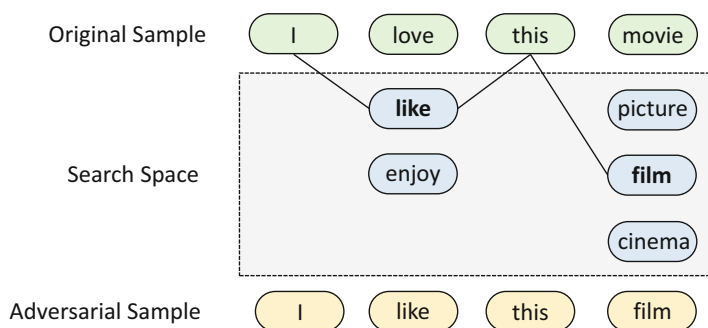 Original Sample I love this movie
like picture
Search Space enjoy film
cinema
Adversarial Sample I like this film